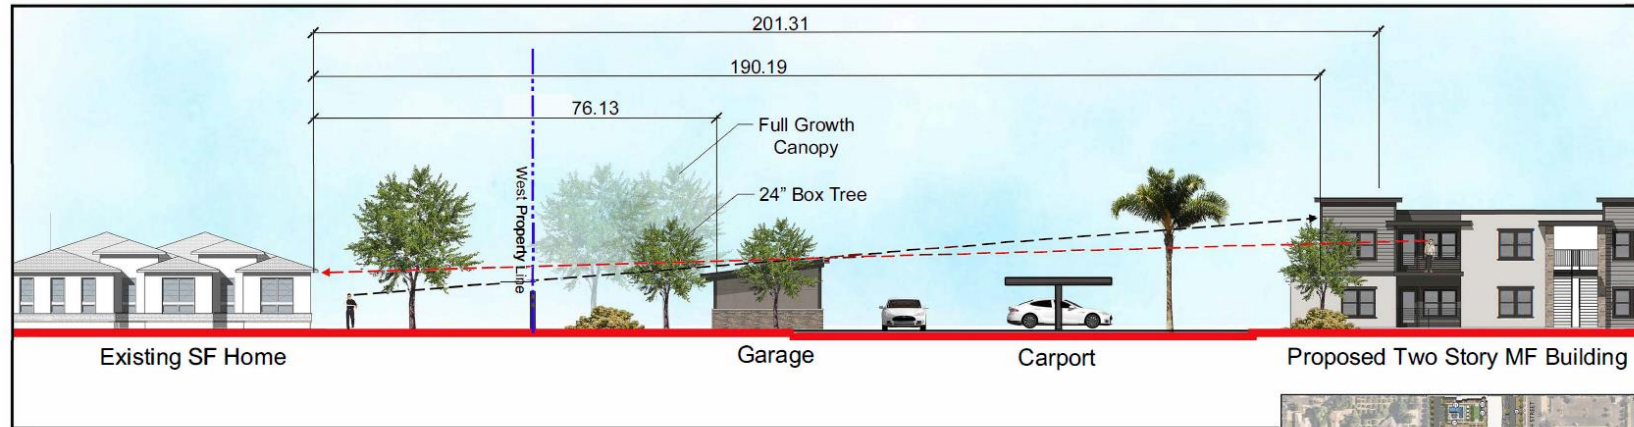 201.31
190.19
76.13
Full Growth
Canopy
24" Box Tree
West Property Line
Existing SF Home
Garage
Carport
Proposed Two Story MF Building
STREET